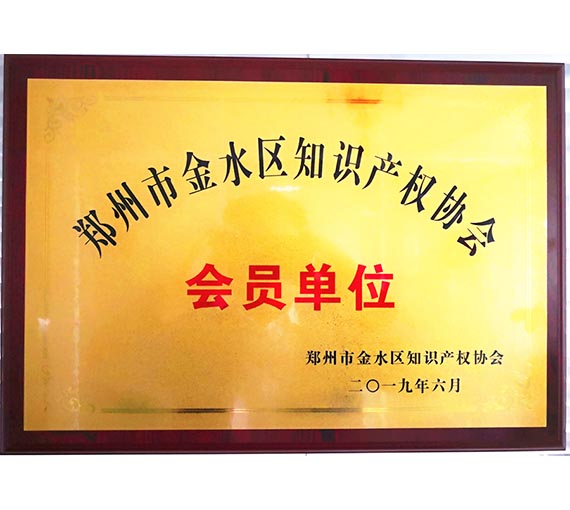 郑州市金水区知识产权协会
会员单位
郑州市金水区知识产权协会
二〇一九年六月